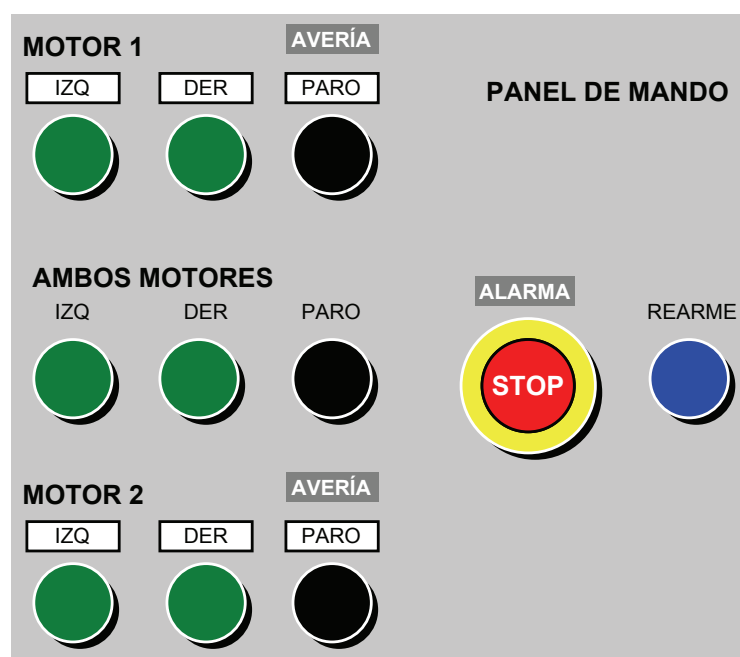 MOTOR 1 AVERÍA
IZQ DER PARO
PANEL DE MANDO
AMBOS MOTORES
IZQ DER PARO
ALARMA
REARME
STOP
MOTOR 2 AVERÍA
IZQ DER PARO